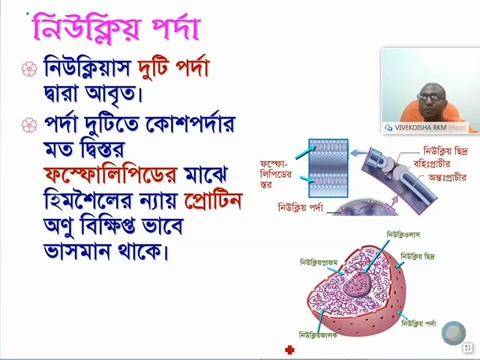 নিউক্লিয় পর্দা
নিউক্লিয়াস দুটি পর্দা
দ্বারা আবৃত।
পর্দা দুটিতে কোশপর্দার
মত দ্বিস্তর
ফস্ফোলিপিডের মাঝে
হিমশৈলের ন্যায় প্রোটিন
অণু বিক্ষিপ্ত ভাবে
ভাসমান থাকে।
VIVEKDISHA RKM (Host)
ফস্ফো-
লিপিডের
স্তর
নিউক্লিয় ছিদ্র
বহিঃপ্রাচীর
অন্তঃপ্রাচীর
নিউক্লিয় পর্দা
নিউক্লিওলাস
নিউক্লিয়প্লাজম
নিউক্লিয় ছিদ্র
নিউক্লিয় পর্দা
নিউক্লিয়জালক